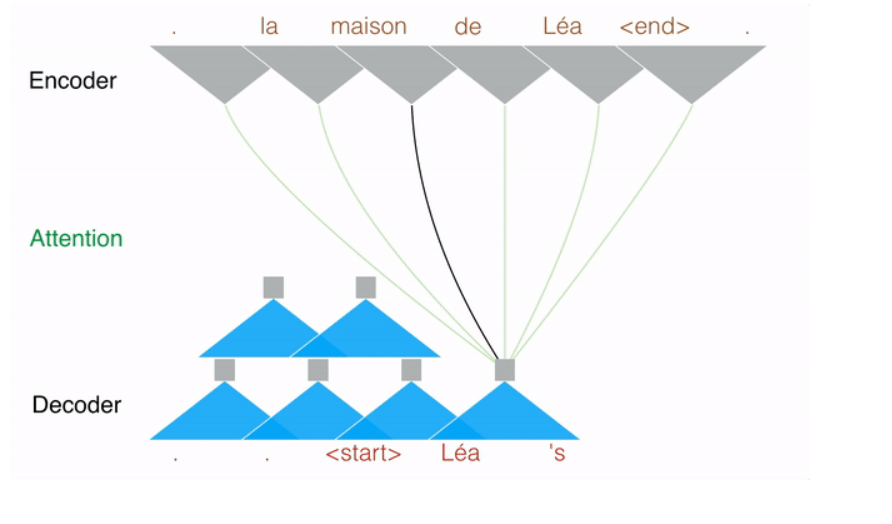 . la maison de Léa <end> .
Encoder
Attention
Decoder
. . <start> Léa 's